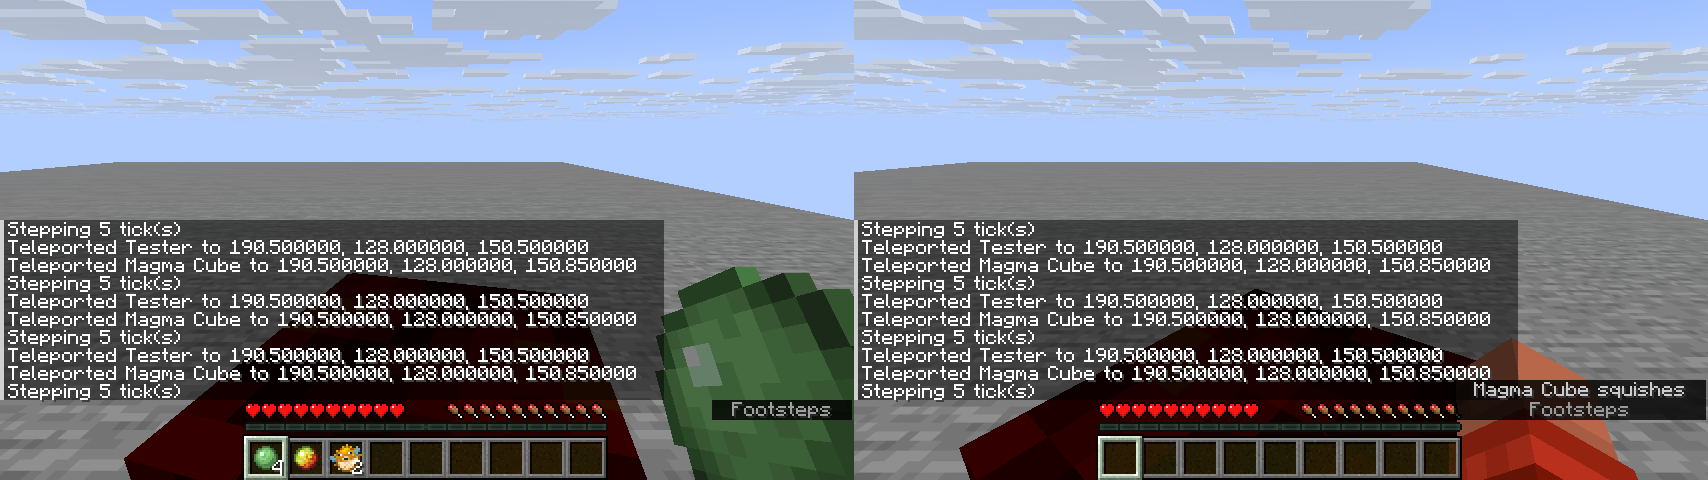 Stepping 5 tick(s)
Teleported Tester to 190.500000, 128.000000, 150.500000
Teleported Magma Cube to 190.500000, 128.000000, 150.850000
Stepping 5 tick(s)
Teleported Tester to 190.500000, 128.000000, 150.500000
Teleported Magma Cube to 190.500000, 128.000000, 150.850000
Stepping 5 tick(s)
Teleported Tester to 190.500000, 128.000000, 150.500000
Teleported Magma Cube to 190.500000, 128.000000, 150.850000
Stepping 5 tick(s)
Footsteps
4
2
Stepping 5 tick(s)
Teleported Tester to 190.500000, 128.000000, 150.500000
Teleported Magma Cube to 190.500000, 128.000000, 150.850000
Stepping 5 tick(s)
Teleported Tester to 190.500000, 128.000000, 150.500000
Teleported Magma Cube to 190.500000, 128.000000, 150.850000
Stepping 5 tick(s)
Teleported Tester to 190.500000, 128.000000, 150.500000
Teleported Magma Cube to 190.500000, 128.000000, 150.850000
Stepping 5 tick(s)
Magma Cube squishes
Footsteps